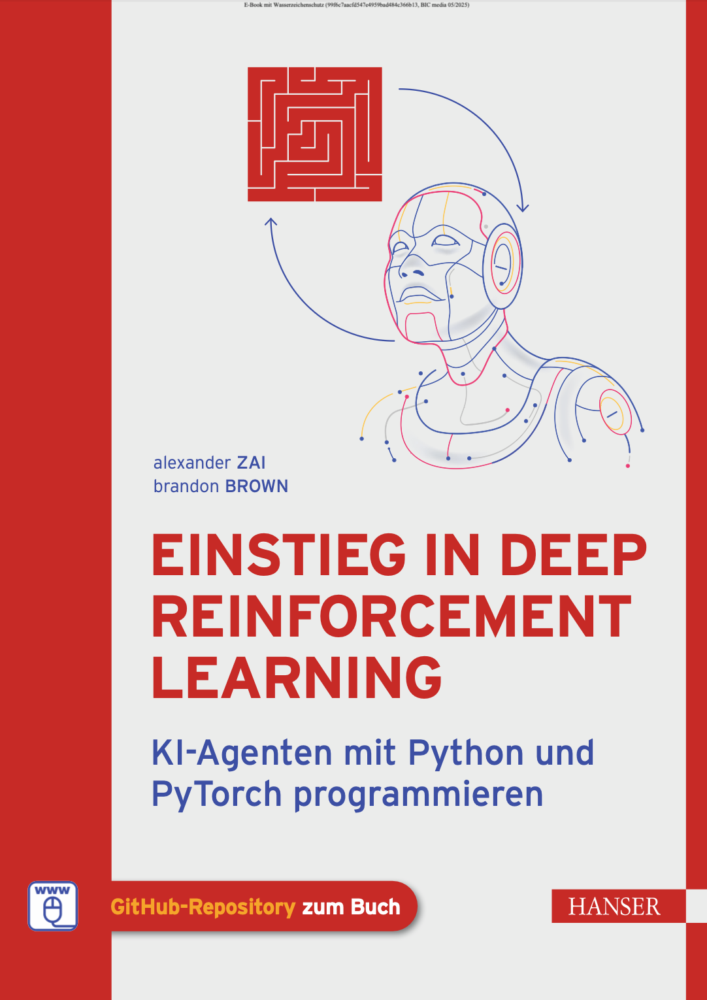 E-Book mit Wasserzeichenschutz (99f6c7aacfd547e4959bad484c366b13, BIC media 05/2025)
alexander ZAI
brandon BROWN
EINSTIEG IN DEEP
REINFORCEMENT
LEARNING
KI-Agenten mit Python und
PyTorch programmieren
www
GitHub-Repository zum Buch
HANSER